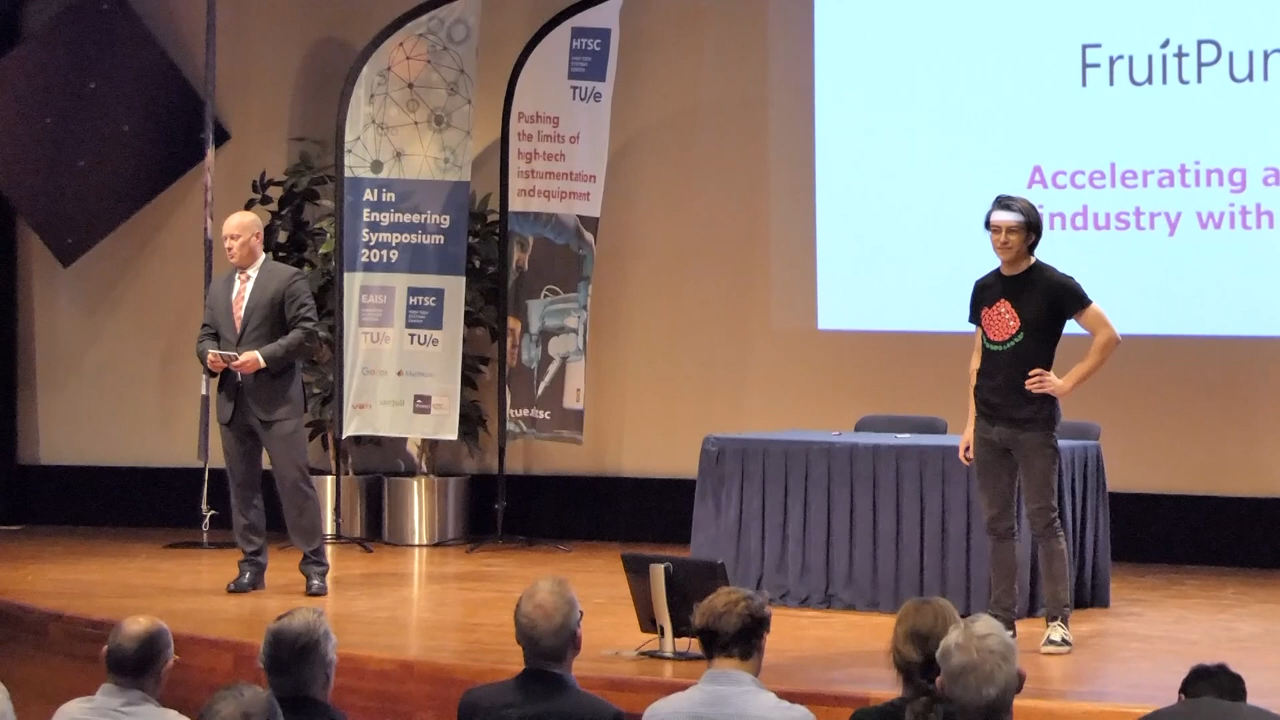 AI in
Engineering
Symposium
2019
EAISI
HTSC
TU/e
TU/e
Google
HTSC
TU/e
Pushing
the limits of
high-tech
instrumentation
and equipment
FruitPun
Accelerating a
industry with